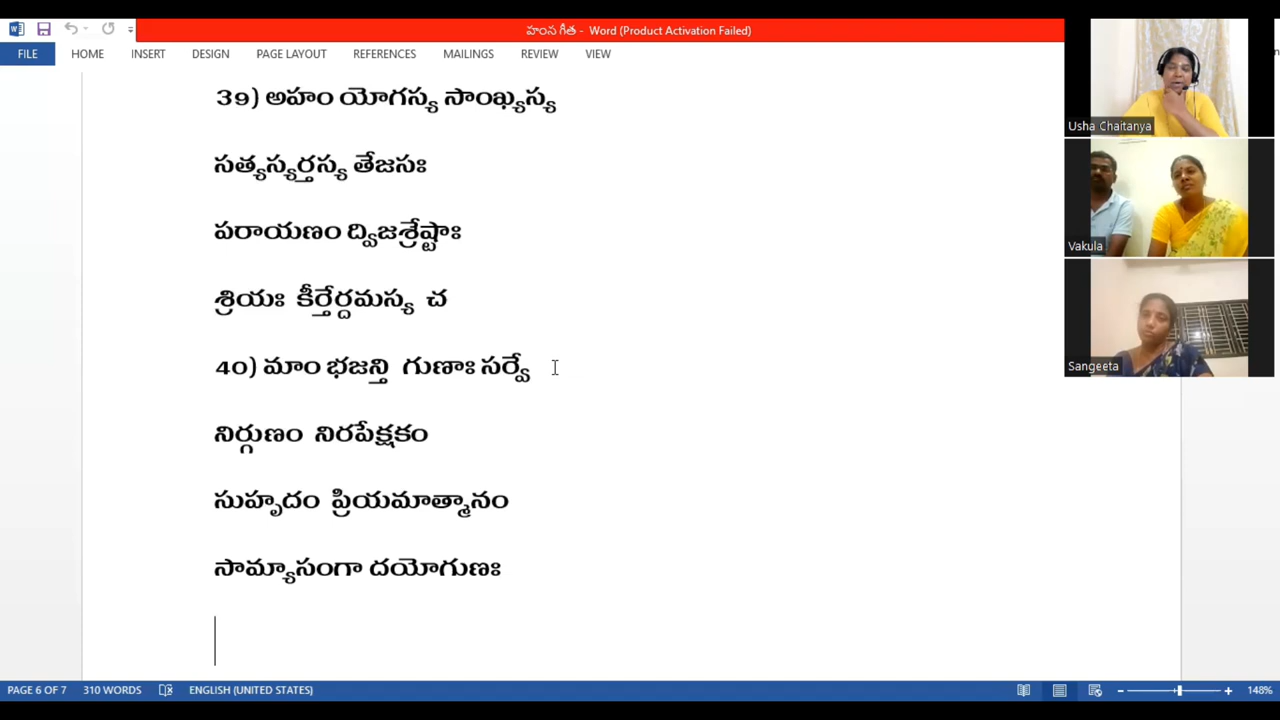 హంస గీత - Word (Product Activation Failed)
FILE HOME INSERT DESIGN PAGE LAYOUT REFERENCES MAILINGS REVIEW VIEW
39) అహం యోగస్య సాంఖ్యస్య
సత్యస్యర్తస్య తేజసః
పరాయణం ద్విజశ్రేష్టాః
శ్రియః కీర్తేర్దమస్య చ
40) మాం భజన్తి గుణాః సర్వే
నిర్గుణం నిరపేక్షకం
సుహృదం ప్రియమాత్మానం
సామ్యాసంగా దయోగుణః
Usha Chaitanya
Vakula
Sangeeta
PAGE 6 OF 7 310 WORDS ENGLISH (UNITED STATES) 148%